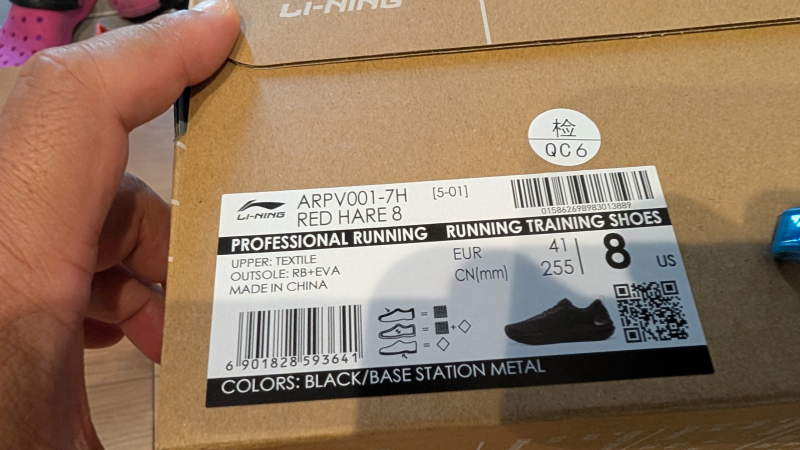 LI-NING
检
QC6
LI-NING
ARPV001-7H [5-01]
RED HARE 8
015862698983013889
PROFESSIONAL RUNNING RUNNING TRAINING SHOES
UPPER: TEXTILE
OUTSOLE: RB+EVA
MADE IN CHINA
EUR 41
CN(mm) 255
8 US
= +
=
6 901828 593641
COLORS: BLACK/BASE STATION METAL